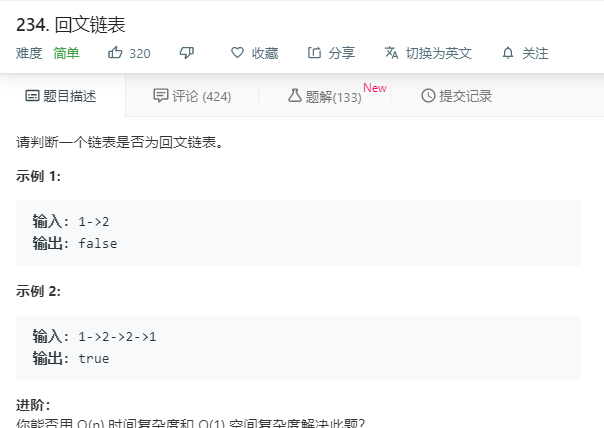 234. 回文链表
难度 简单 320 收藏 分享 切换为英文 关注
题目描述 评论 (424) 题解(133) New 提交记录
请判断一个链表是否为回文链表。
示例 1:
输入: 1->2
输出: false
示例 2:
输入: 1->2->2->1
输出: true
进阶：
你能否用 O(n) 时间复杂度和 O(1) 空间复杂度解决此题？